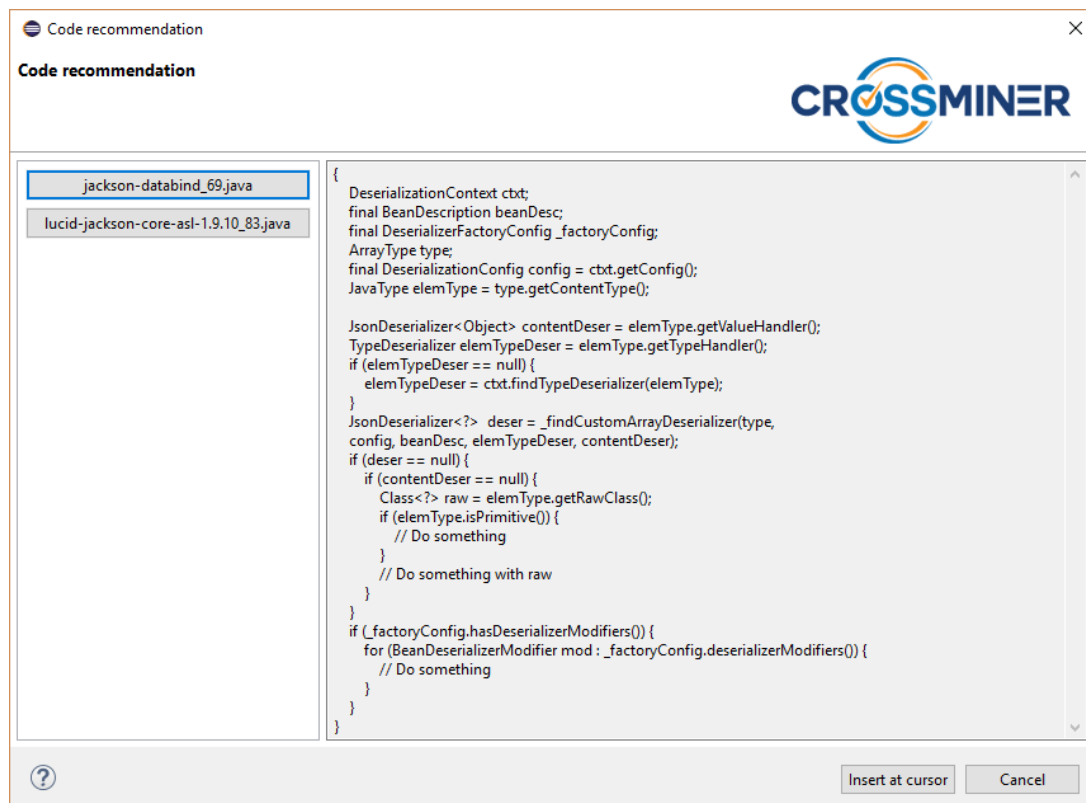 Code recommendation
Code recommendation
CROSSMINER
jackson-databind_69.java
lucid-jackson-core-asl-1.9.10_83.java
{
DeserializationContext ctxt;
final BeanDescription beanDesc;
final DeserializerFactoryConfig _factoryConfig;
ArrayType type;
final DeserializationConfig config = ctxt.getConfig();
JavaType elemType = type.getContentType();
JsonDeserializer<Object> contentDeser = elemType.getValueHandler();
TypeDeserializer elemTypeDeser = elemType.getTypeHandler();
if (elemTypeDeser == null) {
elemTypeDeser = ctxt.findTypeDeserializer(elemType);
}
JsonDeserializer<?>  deser = _findCustomArrayDeserializer(type,
config, beanDesc, elemTypeDeser, contentDeser);
if (deser == null) {
if (contentDeser == null) {
Class<?> raw = elemType.getRawClass();
if (elemType.isPrimitive()) {
// Do something
}
// Do something with raw
}
}
if (_factoryConfig.hasDeserializerModifiers()) {
for (BeanDeserializerModifier mod : _factoryConfig.deserializerModifiers()) {
// Do something
}
}
}
?
Insert at cursor
Cancel